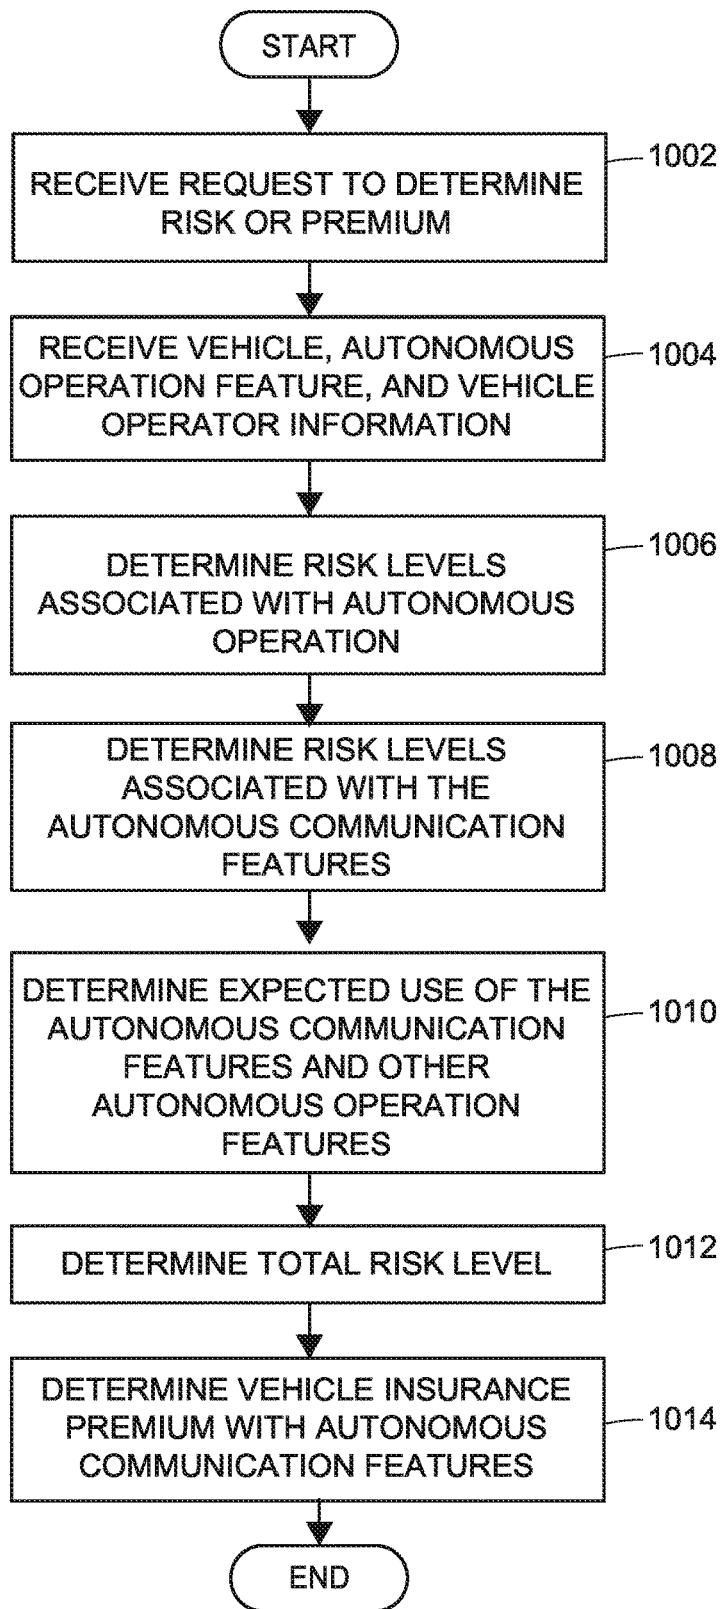 START
1002
RECEIVE REQUEST TO DETERMINE
RISK OR PREMIUM
RECEIVE VEHICLE, AUTONOMOUS
OPERATION FEATURE, AND VEHICLE
OPERATOR INFORMATION
1004
DETERMINE RISK LEVELS
ASSOCIATED WITH AUTONOMOUS
OPERATION
1006
DETERMINE RISK LEVELS
ASSOCIATED WITH THE
AUTONOMOUS COMMUNICATION
FEATURES
1008
DETERMINE EXPECTED USE OF THE
AUTONOMOUS COMMUNICATION
FEATURES AND OTHER
AUTONOMOUS OPERATION
FEATURES
1010
DETERMINE TOTAL RISK LEVEL
1012
DETERMINE VEHICLE INSURANCE
PREMIUM WITH AUTONOMOUS
COMMUNICATION FEATURES
1014
END